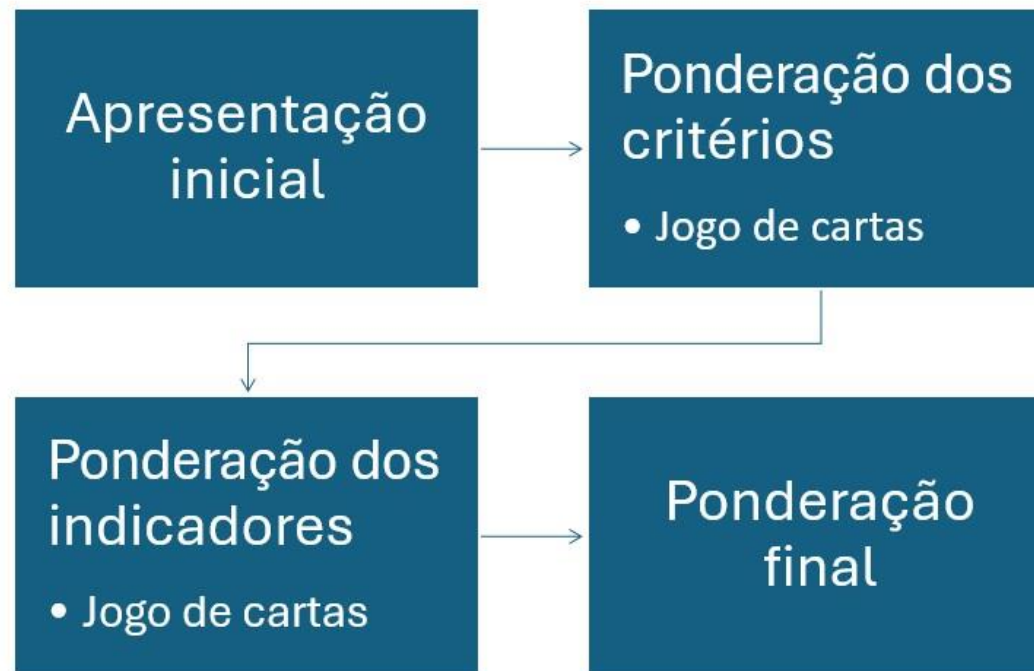 Apresentação
inicial
Ponderação dos
critérios
• Jogo de cartas
Ponderação dos
indicadores
• Jogo de cartas
Ponderação
final